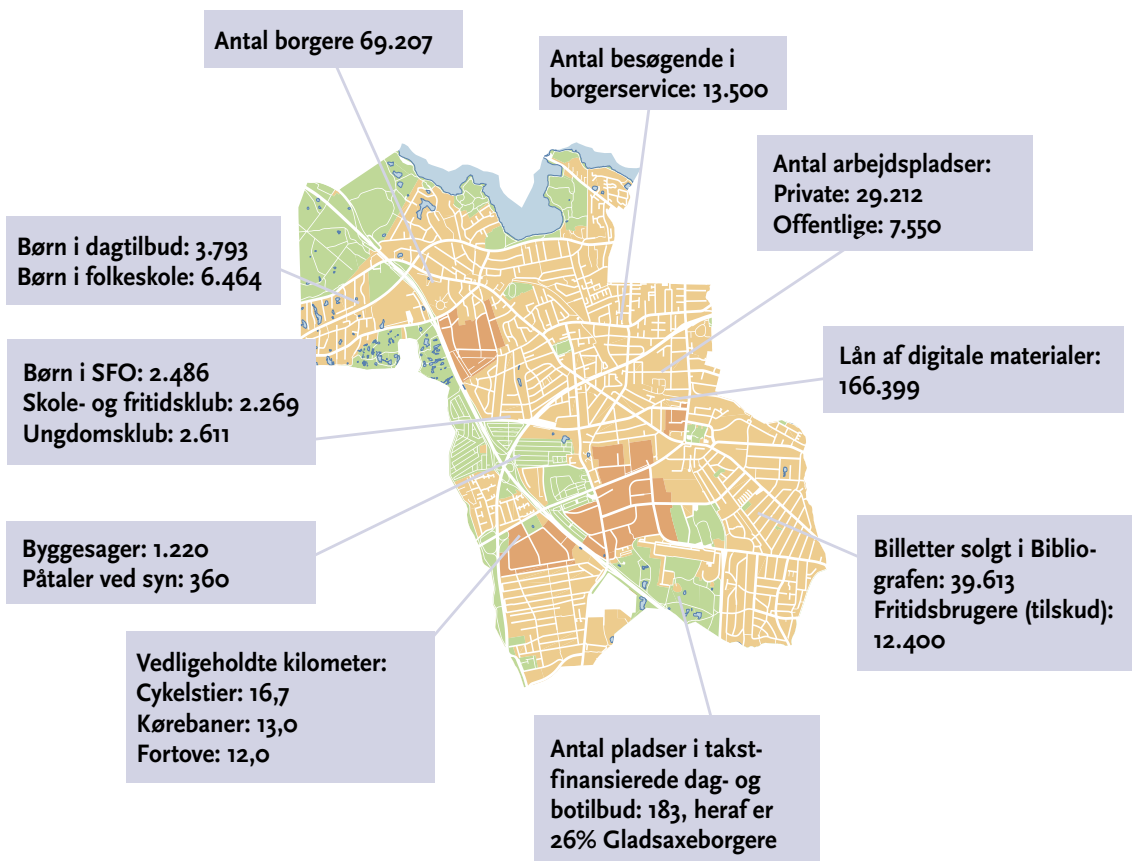 Antal borgere 69.207
Antal besøgende i
borgerservice: 13.500
Antal arbejdspladser:
Private: 29.212
Offentlige: 7.550
Børn i dagtilbud: 3.793
Børn i folkeskole: 6.464
Lån af digitale materialer:
166.399
Børn i SFO: 2.486
Skole- og fritidsklub: 2.269
Ungdomsklub: 2.611
Byggesager: 1.220
Påtaler ved syn: 360
Billetter solgt i Biblio-
grafen: 39.613
Fritidsbrugere (tilskud):
12.400
Vedligeholdte kilometer:
Cykelstier: 16,7
Kørebaner: 13,0
Fortove: 12,0
Antal pladser i takst-
finansierede dag- og
botilbud: 183, heraf er
26% Gladsaxeborgere